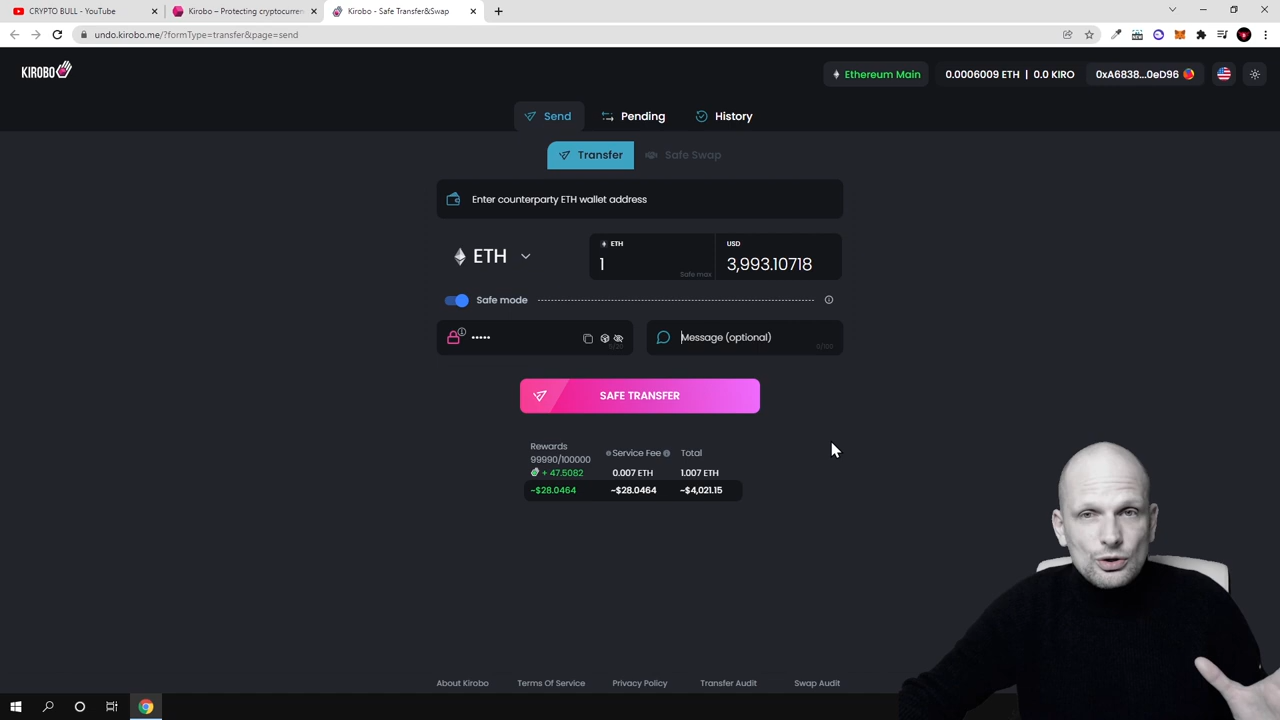 CRYPTO BULL - YouTube
Kirobo – Protecting cryptocurren
Kirobo - Safe Transfer&Swap
undo.kirobo.me/?formType=transfer&page=send
KIROBO
Ethereum Main
0.0006009 ETH | 0.0 KIRO
0xA6838...0eD96
Send
Pending
History
Transfer
Safe Swap
Enter counterparty ETH wallet address
ETH
ETH
1
Safe max
USD
3,993.10718
Safe mode
•••••
5/20
Message (optional)
0/100
SAFE TRANSFER
Rewards
99990/100000
+ 47.5082
~$28.0464
Service Fee
0.007 ETH
~$28.0464
Total
1.007 ETH
~$4,021.15
About Kirobo
Terms Of Service
Privacy Policy
Transfer Audit
Swap Audit